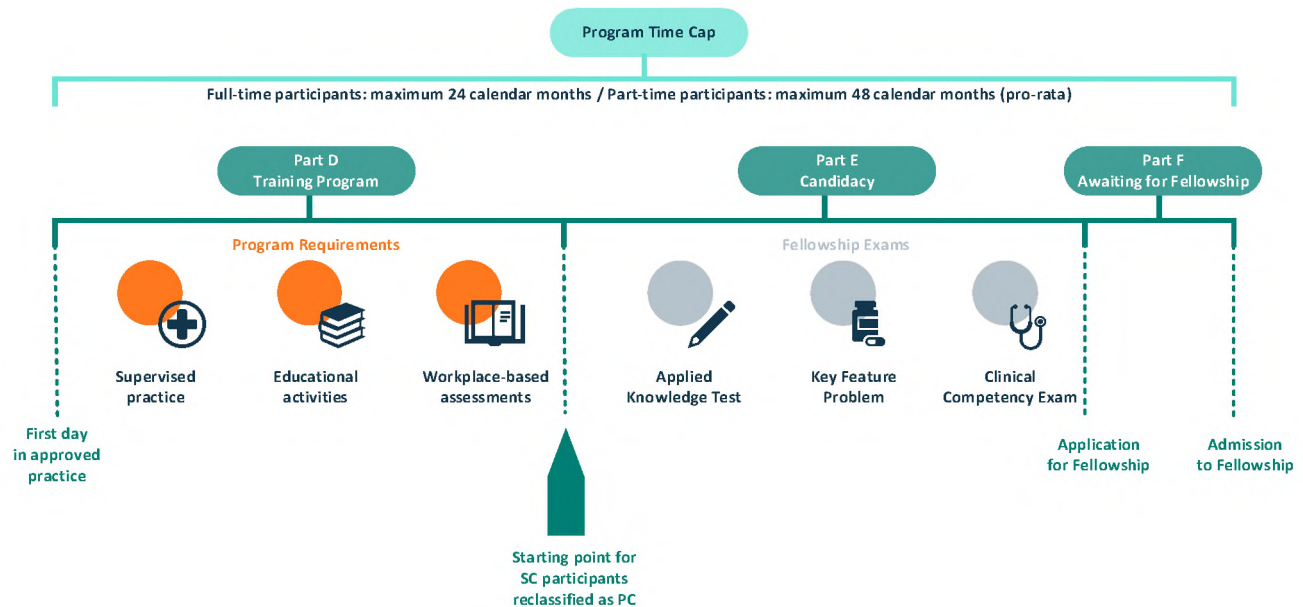 Program Time Cap
Full-time participants: maximum 24 calendar months / Part-time participants: maximum 48 calendar months (pro-rata)
Part D
Training Program
Part E
Candidacy
Part F
Awaiting for Fellowship
Program Requirements
Fellowship Exams
Supervised
practice
Educational
activities
Workplace-based
assessments
Applied
Knowledge Test
Key Feature
Problem
Clinical
Competency Exam
First day
in approved
practice
Application
for Fellowship
Admission
to Fellowship
Starting point for
SC participants
reclassified as PC